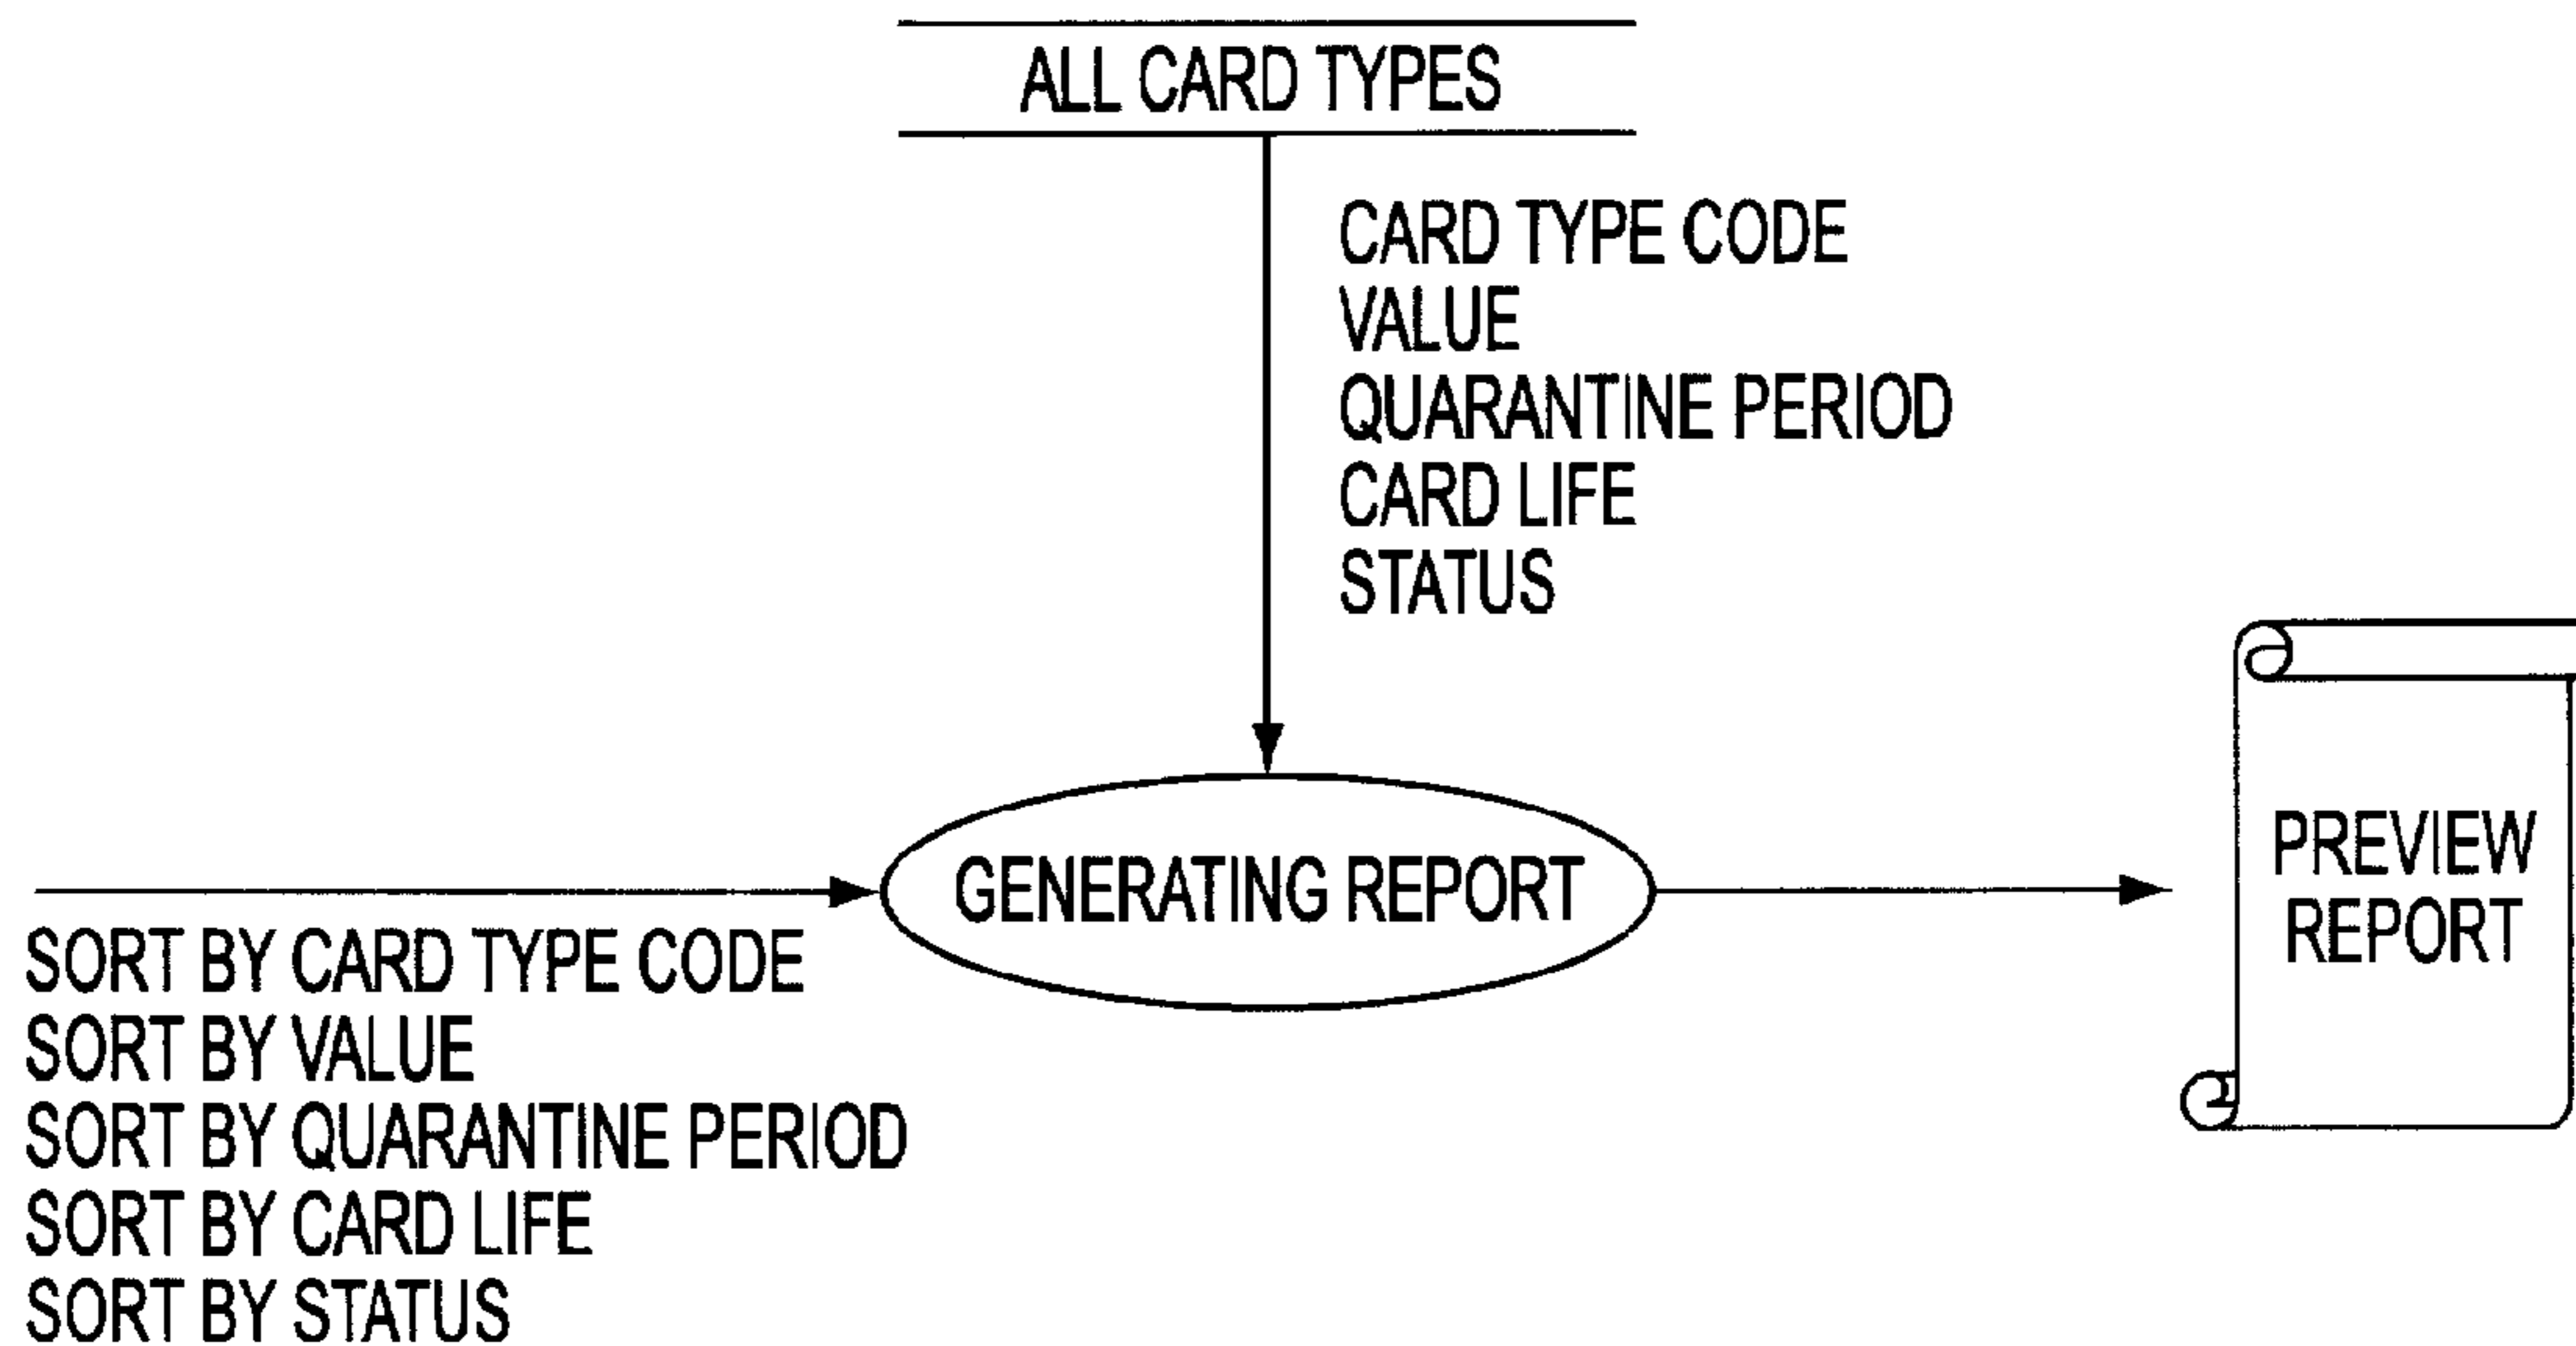 ALL CARD TYPES
CARD TYPE CODE
VALUE
QUARANTINE PERIOD
CARD LIFE
STATUS
GENERATING REPORT
PREVIEW
REPORT
SORT BY CARD TYPE CODE
SORT BY VALUE
SORT BY QUARANTINE PERIOD
SORT BY CARD LIFE
SORT BY STATUS